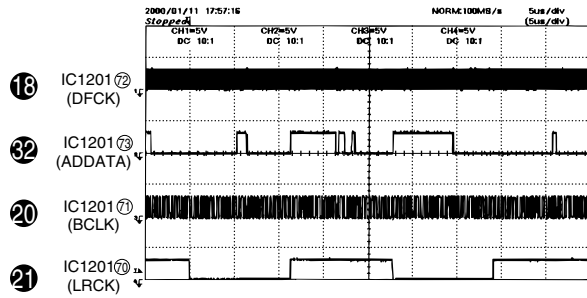 2000/01/11 17:57:16 NORM:100MS/s 5us/div
Stopped (5us/div)
CH1=5V CH2=5V CH3=5V CH4=5V
DC 10:1 DC 10:1 DC 10:1 DC 10:1
18 IC1201 72
(DFCK)
32 IC1201 73
(ADDATA)
20 IC1201 71
(BCLK)
21 IC1201 70
(LRCK)